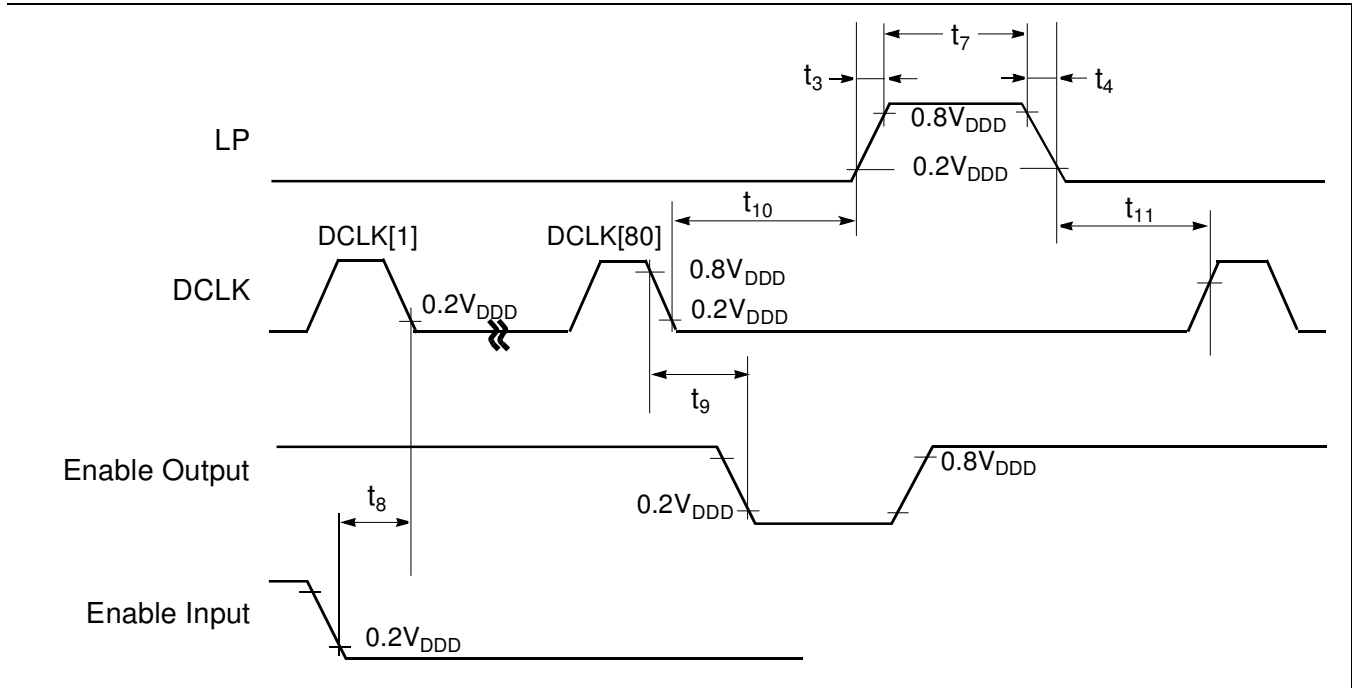 t7
t3
t4
0.8VDDD
LP
0.2VDDD
t10
t11
DCLK[1]
DCLK[80]
0.8VDDD
DCLK
0.2VDDD
0.2VDDD
t9
Enable Output
0.8VDDD
t8
0.2VDDD
Enable Input
0.2VDDD